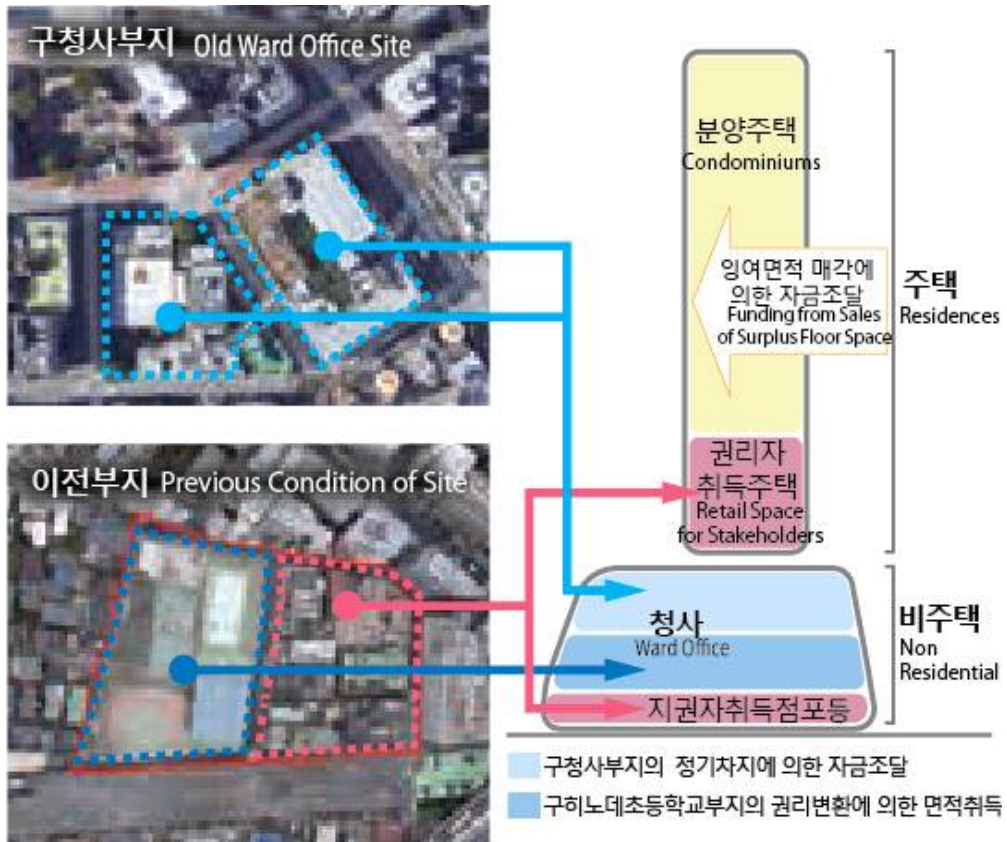 구청사부지 Old Ward Office Site
분양주택
Condominiums
잉여면적 매각에
의한 자금조달
Funding from Sales
of Surplus Floor Space
주택
Residences
이전부지 Previous Condition of Site
권리자
취득주택
Retail Space
for Stakeholders
청사
Ward Office
비주택
Non
Residential
지권자취득점포등
구청사부지의 정기차지에 의한 자금조달
구히노데초등학교부지의 권리변환에 의한 면적취득